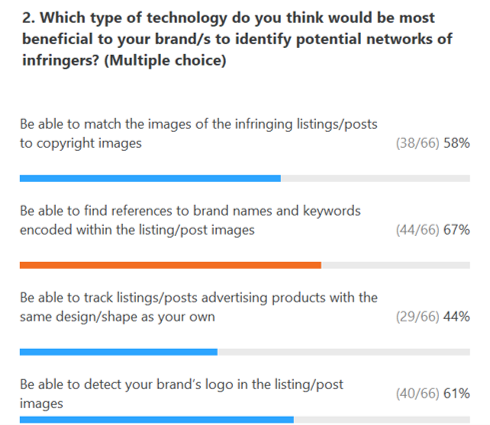 2. Which type of technology do you think would be most
beneficial to your brand/s to identify potential networks of
infringers? (Multiple choice)
Be able to match the images of the infringing listings/posts
to copyright images
(38/66) 58%
Be able to find references to brand names and keywords
encoded within the listing/post images
(44/66) 67%
Be able to track listings/posts advertising products with the
same design/shape as your own
(29/66) 44%
Be able to detect your brand's logo in the listing/post
images
(40/66) 61%